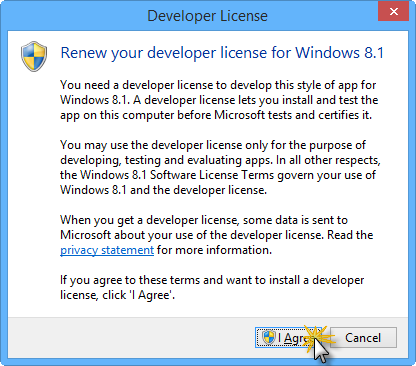 Developer License
Renew your developer license for Windows 8.1
You need a developer license to develop this style of app for
Windows 8.1. A developer license lets you install and test the
app on this computer before Microsoft tests and certifies it.
You may use the developer license only for the purpose of
developing, testing and evaluating apps. In all other respects,
the Windows 8.1 Software License Terms govern your use of
Windows 8.1 and the developer license.
When you get a developer license, some data is sent to
Microsoft about your use of the developer license. Read the
privacy statement for more information.
If you agree to these terms and want to install a developer
license, click 'I Agree'.
I Agree
Cancel